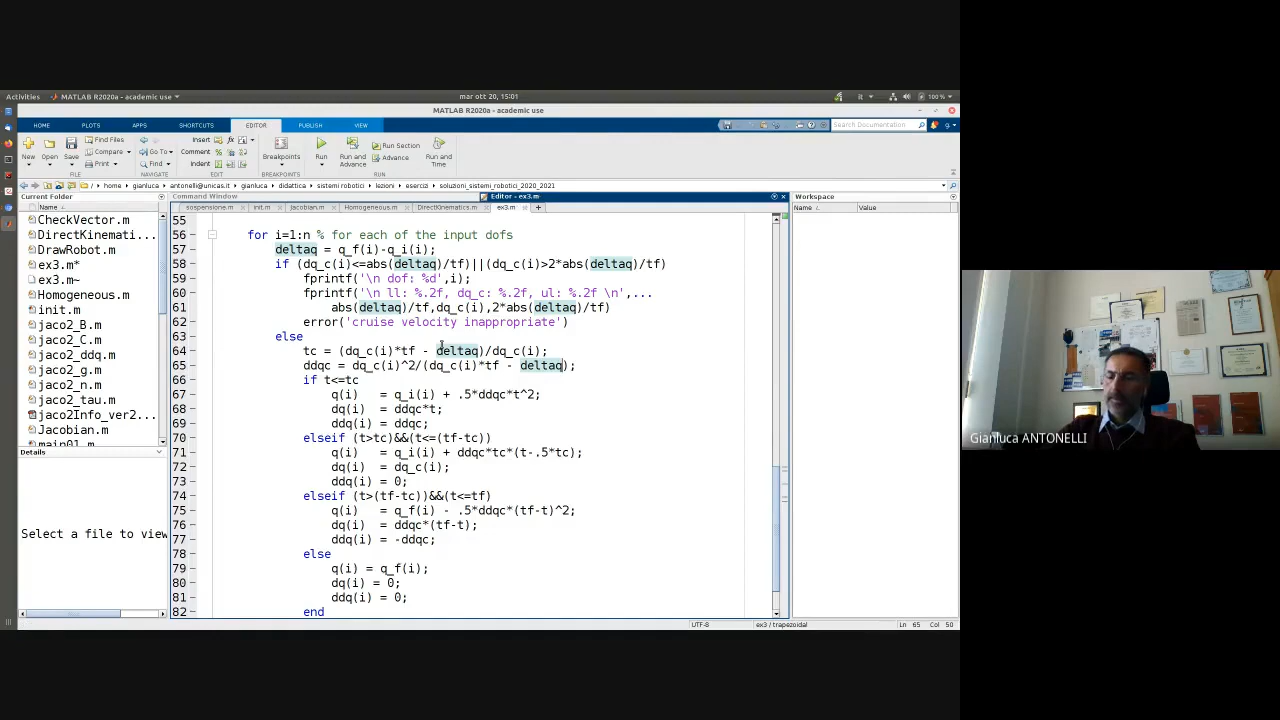 Activities MATLAB R2020a - academic use mar ott 20, 15:01 100 %
MATLAB R2020a - academic use
HOME PLOTS APPS SHORTCUTS EDITOR PUBLISH VIEW Search Documentation
New Open Save Find Files Compare Print Go To Find Insert Comment Indent Breakpoints Run Run and Advance Run Section Advance Run and Time
FILE NAVIGATE EDIT BREAKPOINTS RUN
/ home gianluca antonelli@unicas.it gianluca didattica sistemi robotici lezioni esercizi soluzioni_sistemi_robotici_2020_2021
Current Folder Command Window Editor - ex3.m Workspace
Name sospensione.m init.m Jacobian.m Homogeneous.m DirectKinematics.m ex3.m Name Value
CheckVector.m
DirectKinemati...
DrawRobot.m
ex3.m*
ex3.m~
Homogeneous.m
init.m
jaco2_B.m
jaco2_C.m
jaco2_ddq.m
jaco2_g.m
jaco2_tau.m
jaco2Info_ver2...
Jacobian.m
main01.m
Details
Select a file to view
55
56 for i=1:n % for each of the input dofs
57 deltaq = q_f(i)-q_i(i);
58 if (dq_c(i)<=abs(deltaq)/tf)||(dq_c(i)>2*abs(deltaq)/tf)
59 fprintf('\n dof: %d',i);
60 fprintf('\n ll: %.2f, dq_c: %.2f, ul: %.2f \n',...
61 abs(deltaq)/tf,dq_c(i),2*abs(deltaq)/tf)
62 error('cruise velocity inappropriate')
63 else
64 tc = (dq_c(i)*tf - deltaq)/dq_c(i);
65 ddqc = dq_c(i)^2/(dq_c(i)*tf - deltaq);
66 if t<=tc
67 q(i) = q_i(i) + .5*ddqc*t^2;
68 dq(i) = ddqc*t;
69 ddq(i) = ddqc;
70 elseif (t>tc)&&(t<=(tf-tc))
71 q(i) = q_i(i) + ddqc*tc*(t-.5*tc);
72 dq(i) = dq_c(i);
73 ddq(i) = 0;
74 elseif (t>(tf-tc))&&(t<=tf)
75 q(i) = q_f(i) - .5*ddqc*(tf-t)^2;
76 dq(i) = ddqc*(tf-t);
77 ddq(i) = -ddqc;
78 else
79 q(i) = q_f(i);
80 dq(i) = 0;
81 ddq(i) = 0;
82 end
UTF-8 ex3 / trapezoidal Ln 65 Col 50
Gianluca ANTONELLI